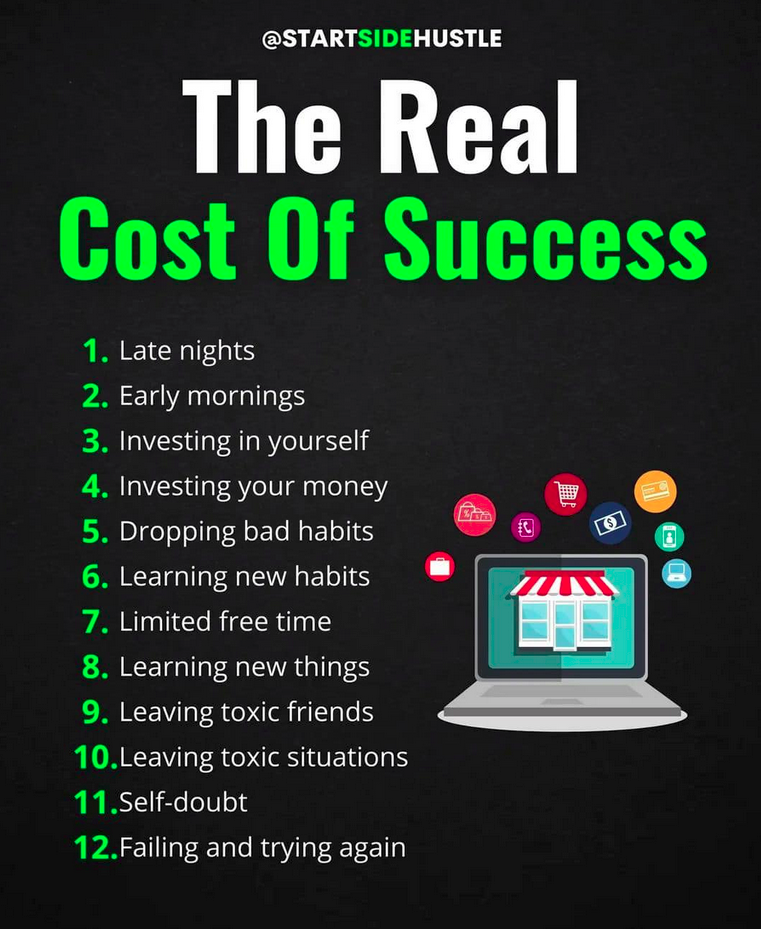 @STARTSIDEHUSTLE
The Real
Cost Of Success
1. Late nights
2. Early mornings
3. Investing in yourself
4. Investing your money
5. Dropping bad habits
6. Learning new habits
7. Limited free time
8. Learning new things
9. Leaving toxic friends
10.Leaving toxic situations
11.Self-doubt
12.Failing and trying again